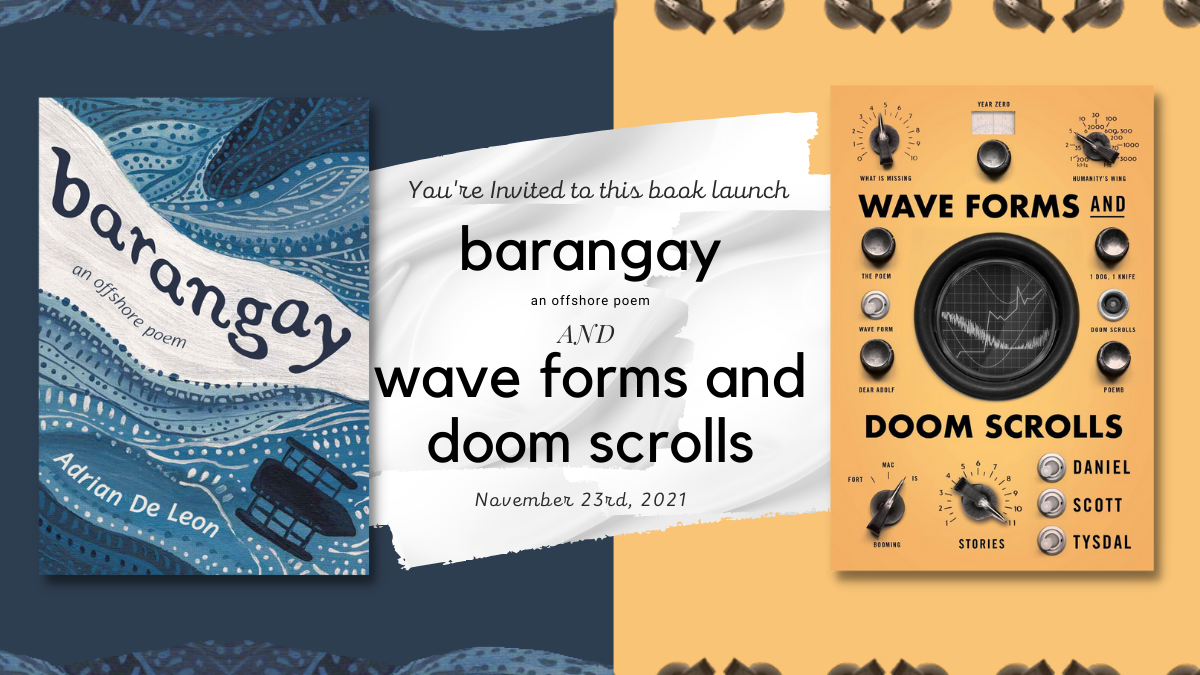 barangay
an offshore poem
Adrian De Leon
You're Invited to this book launch
barangay
an offshore poem
AND
wave forms and
doom scrolls
November 23rd, 2021
YEAR ZERO
WHAT IS MISSING
HUMANITY'S WING
WAVE FORMS AND
THE POEM
1 DOG, 1 KNIFE
WAVE FORM
DOOM SCROLLS
DEAR ADOLF
POEMB
DOOM SCROLLS
FORT MAC IS
BOOMING
STORIES
DANIEL
SCOTT
TYSDAL